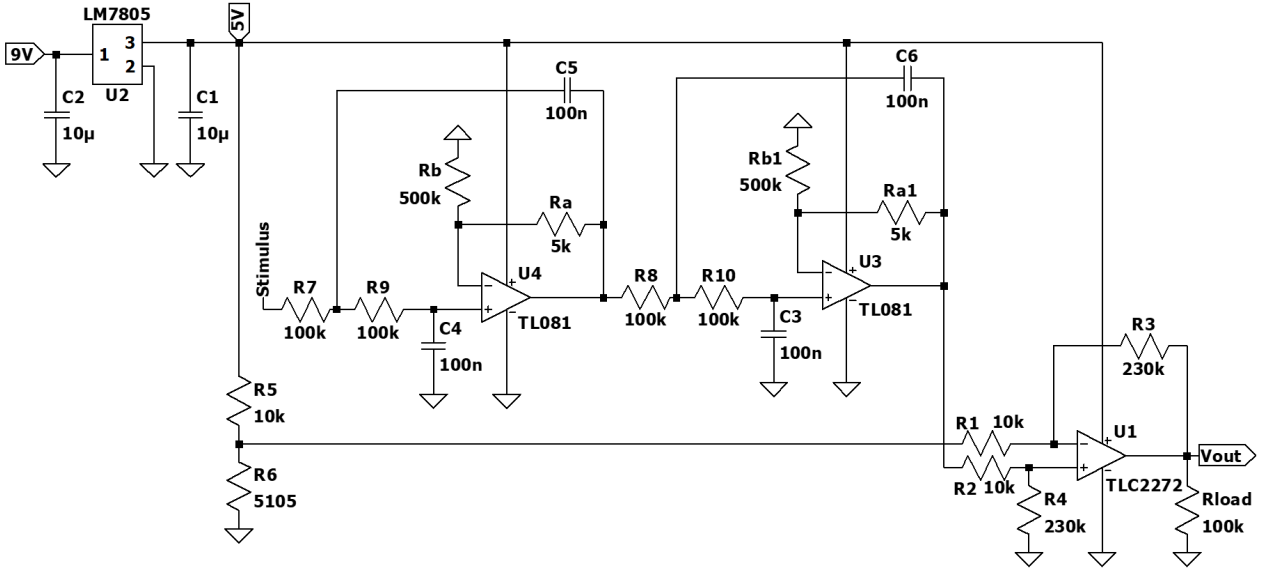 LM7805
5V
9V
1
3
2
U2
C2
10µ
C1
10µ
C5
100n
C6
100n
Rb
500k
Ra
5k
Rb1
500k
Ra1
5k
Stimulus
R7
100k
R9
100k
C4
100n
U4
TL081
R8
100k
R10
100k
C3
100n
U3
TL081
R5
10k
R6
5105
R1 10k
R2 10k
R3
230k
U1
TLC2272
R4
230k
Vout
Rload
100k